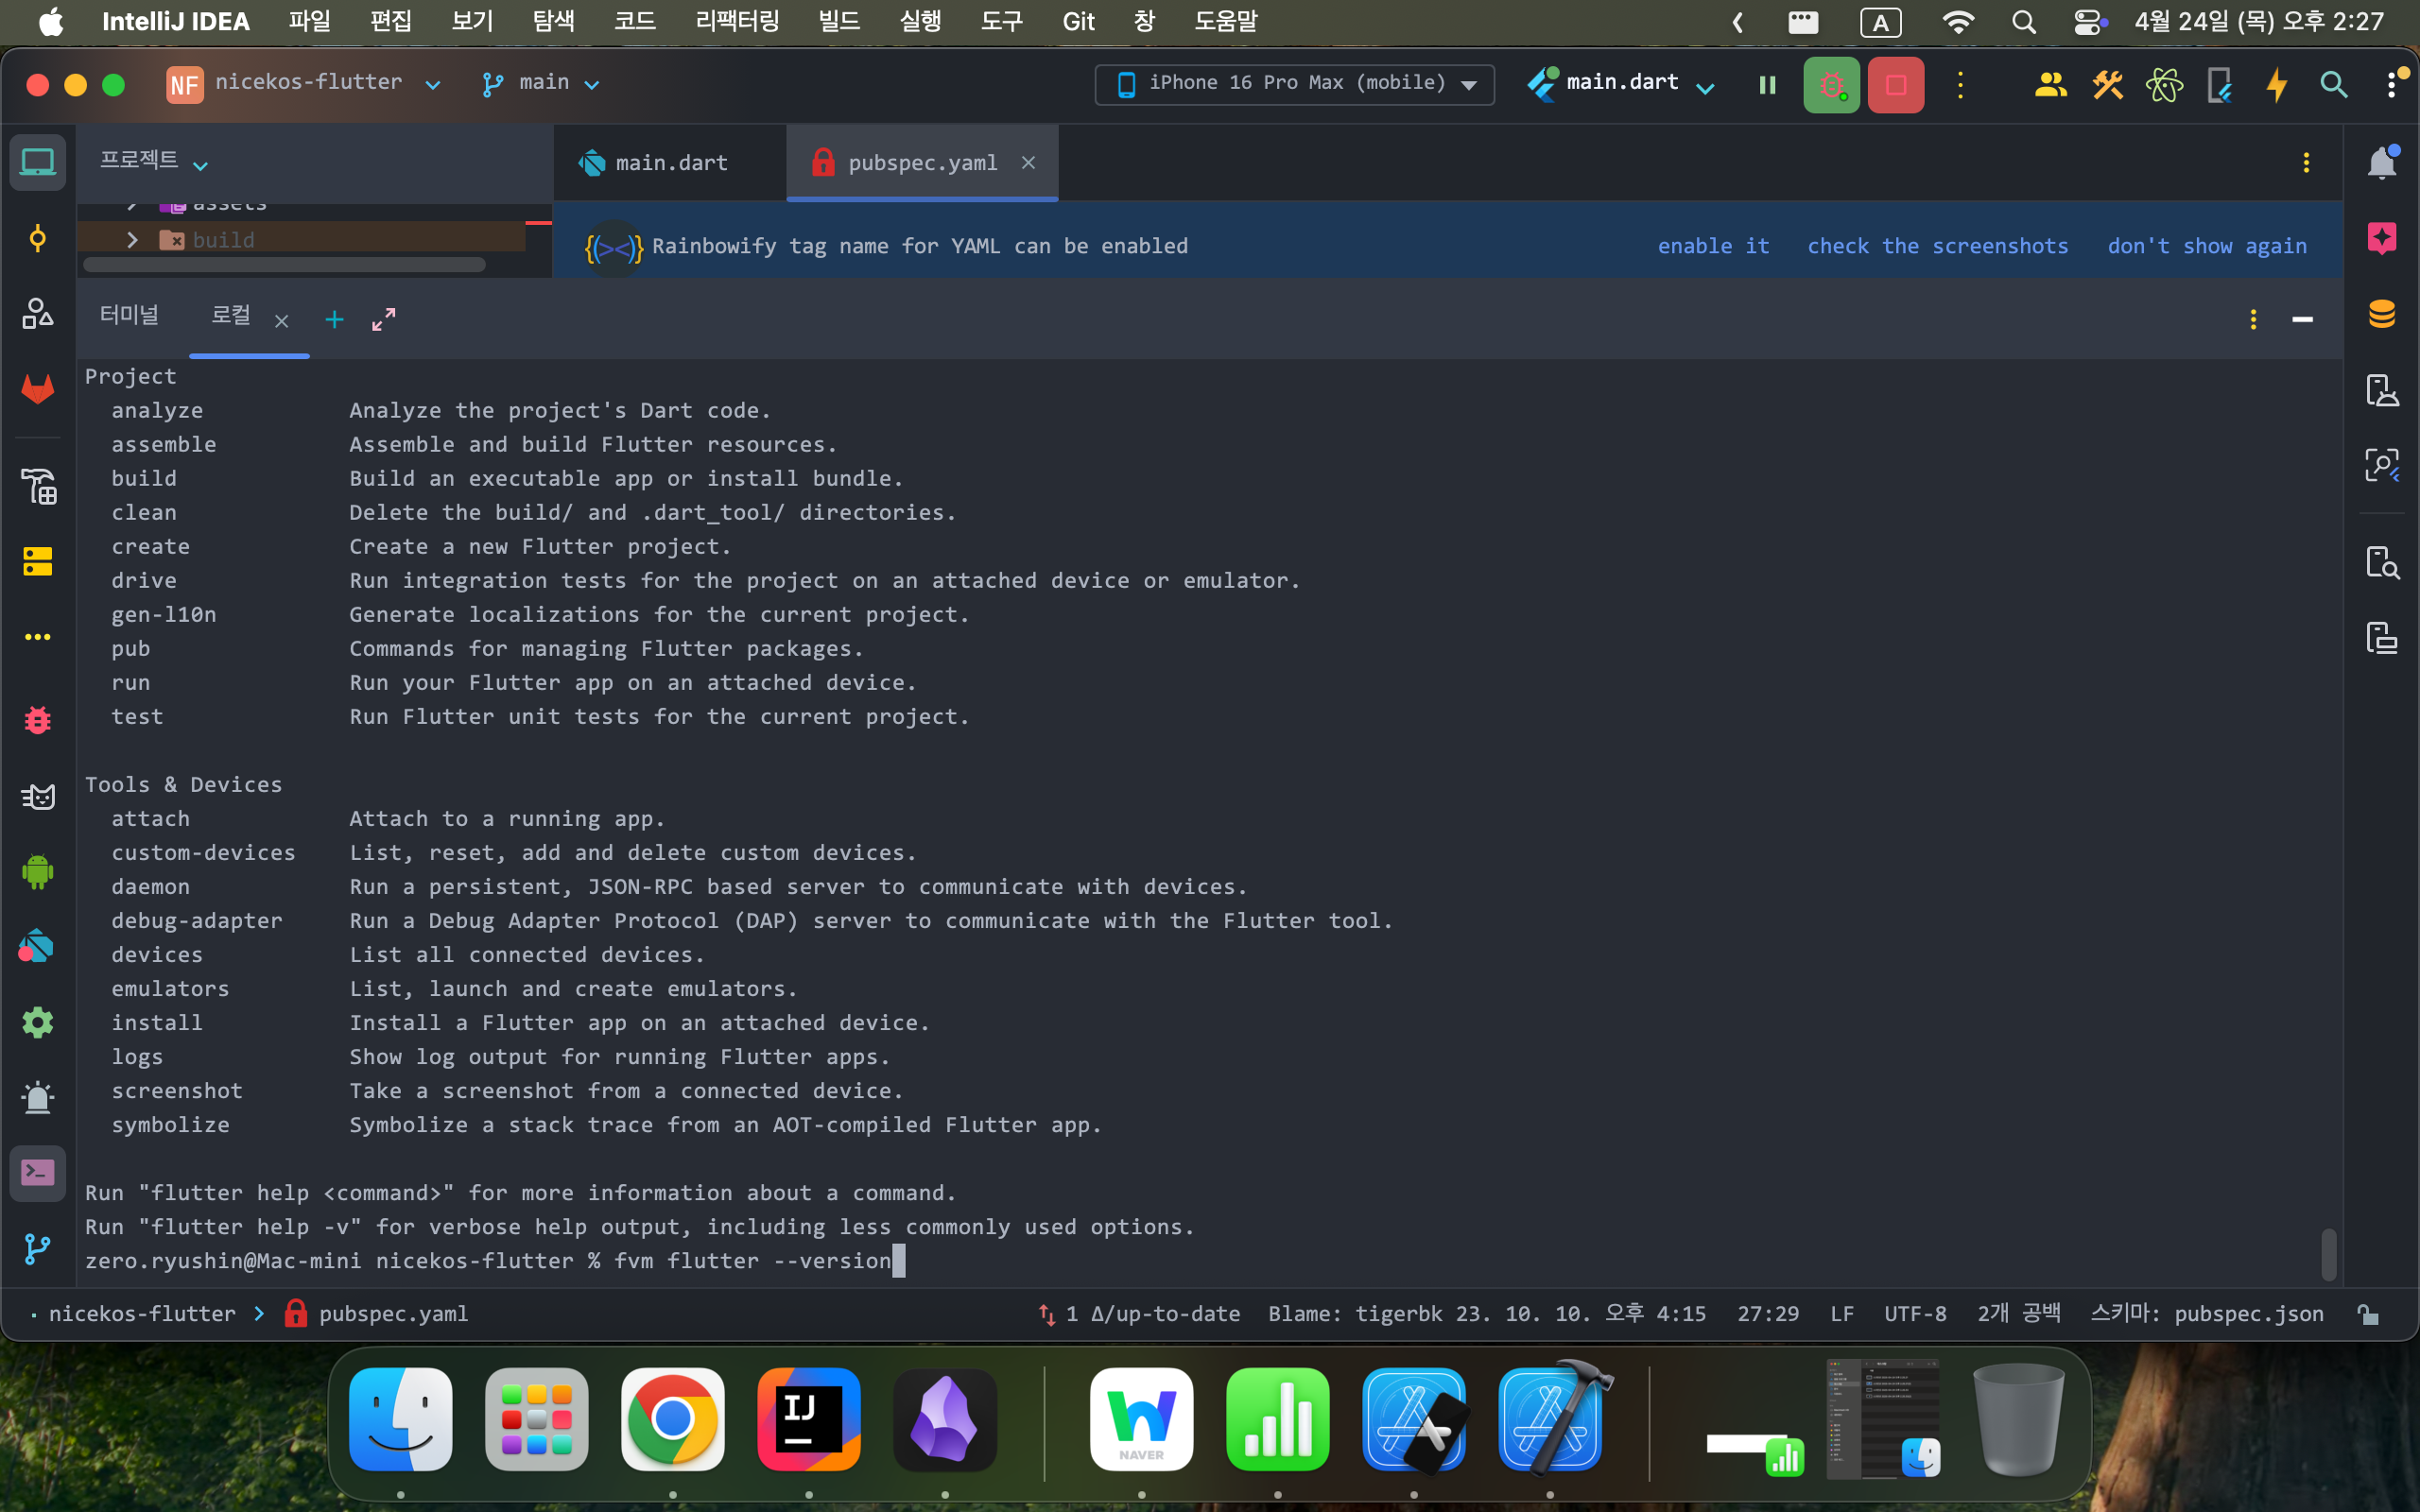 IntelliJ IDEA 파일 편집 보기 탐색 코드 리팩터링 빌드 실행 도구 Git 창 도움말 A 4월 24일 (목) 오후 2:27
NF nicekos-flutter main iPhone 16 Pro Max (mobile) main.dart
프로젝트 main.dart pubspec.yaml
assets
build
{(><)} Rainbowify tag name for YAML can be enabled enable it check the screenshots don't show again
터미널 로컬
Project
analyze Analyze the project's Dart code.
assemble Assemble and build Flutter resources.
build Build an executable app or install bundle.
clean Delete the build/ and .dart_tool/ directories.
create Create a new Flutter project.
drive Run integration tests for the project on an attached device or emulator.
gen-l10n Generate localizations for the current project.
pub Commands for managing Flutter packages.
run Run your Flutter app on an attached device.
test Run Flutter unit tests for the current project.
Tools & Devices
attach Attach to a running app.
custom-devices List, reset, add and delete custom devices.
daemon Run a persistent, JSON-RPC based server to communicate with devices.
debug-adapter Run a Debug Adapter Protocol (DAP) server to communicate with the Flutter tool.
devices List all connected devices.
emulators List, launch and create emulators.
install Install a Flutter app on an attached device.
logs Show log output for running Flutter apps.
screenshot Take a screenshot from a connected device.
symbolize Symbolize a stack trace from an AOT-compiled Flutter app.
Run "flutter help <command>" for more information about a command.
Run "flutter help -v" for verbose help output, including less commonly used options.
zero.ryushin@Mac-mini nicekos-flutter % fvm flutter --version
nicekos-flutter pubspec.yaml 1 Δ/up-to-date Blame: tigerbk 23. 10. 10. 오후 4:15 27:29 LF UTF-8 2개 공백 스키마: pubspec.json
IJ
NAVER